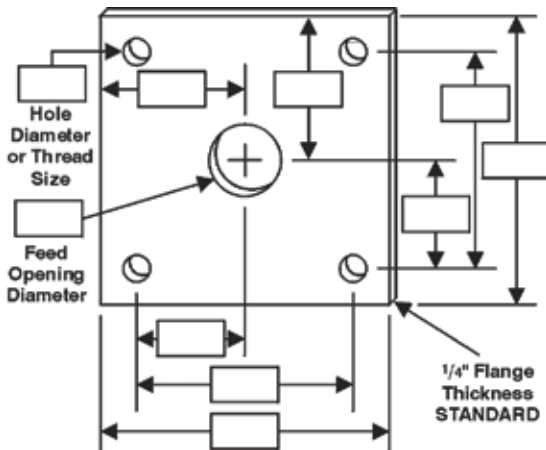 Hole
Diameter
or Thread
Size
Feed
Opening
Diameter
1/4" Flange
Thickness
STANDARD